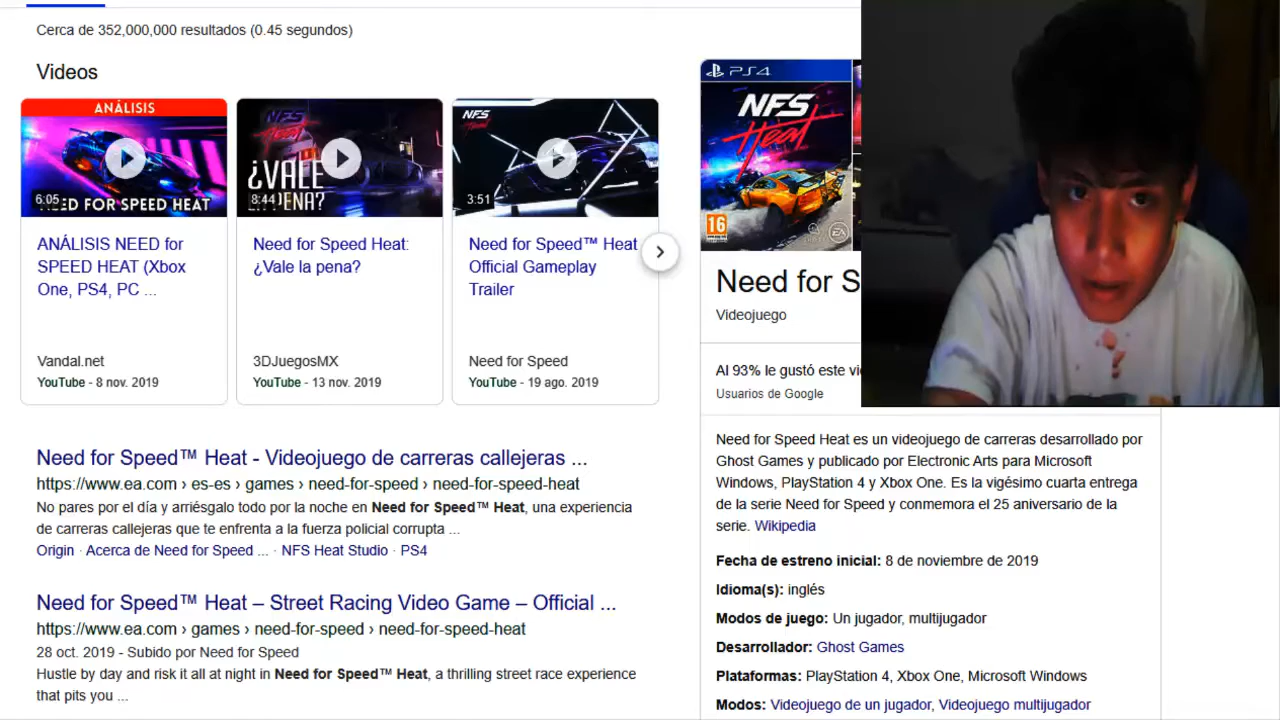 Cerca de 352,000,000 resultados (0.45 segundos)
Videos
ANÁLISIS
6:05
NEED FOR SPEED HEAT
ANÁLISIS NEED for
SPEED HEAT (Xbox
One, PS4, PC ...
Vandal.net
YouTube - 8 nov. 2019
NFS
Heat
¿VALE
8:44
PENA?
Need for Speed Heat:
¿Vale la pena?
3DJuegosMX
YouTube - 13 nov. 2019
NFS
Heat
3:51
Need for Speed™ Heat
Official Gameplay
Trailer
Need for Speed
YouTube - 19 ago. 2019
Need for Speed™ Heat - Videojuego de carreras callejeras ...
https://www.ea.com › es-es › games › need-for-speed › need-for-speed-heat
No pares por el día y arriésgalo todo por la noche en Need for Speed™ Heat, una experiencia
de carreras callejeras que te enfrenta a la fuerza policial corrupta ...
Origin · Acerca de Need for Speed ... · NFS Heat Studio · PS4
Need for Speed™ Heat – Street Racing Video Game – Official ...
https://www.ea.com › games › need-for-speed › need-for-speed-heat
28 oct. 2019 - Subido por Need for Speed
Hustle by day and risk it all at night in Need for Speed™ Heat, a thrilling street race experience
that pits you ...
PS4
NFS
Heat
16
EA
Need for S
Videojuego
Al 93% le gustó este vi
Usuarios de Google
Need for Speed Heat es un videojuego de carreras desarrollado por
Ghost Games y publicado por Electronic Arts para Microsoft
Windows, PlayStation 4 y Xbox One. Es la vigésimo cuarta entrega
de la serie Need for Speed y conmemora el 25 aniversario de la
serie. Wikipedia
Fecha de estreno inicial: 8 de noviembre de 2019
Idioma(s): inglés
Modos de juego: Un jugador, multijugador
Desarrollador: Ghost Games
Plataformas: PlayStation 4, Xbox One, Microsoft Windows
Modos: Videojuego de un jugador, Videojuego multijugador